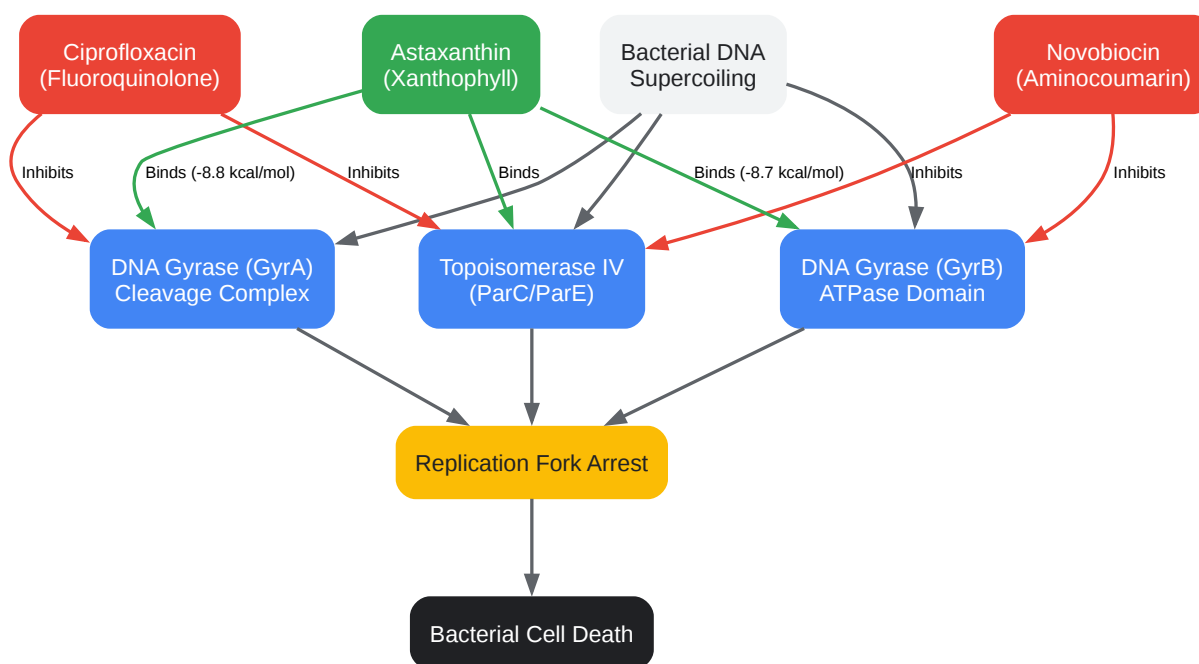 Ciprofloxacin
(Fluoroquinolone)
Astaxanthin
(Xanthophyll)
Bacterial DNA
Supercoiling
Novobiocin
(Aminocoumarin)
Inhibits
Binds (-8.8 kcal/mol)
Inhibits
Binds
Binds (-8.7 kcal/mol)
Inhibits
Inhibits
DNA Gyrase (GyrA)
Cleavage Complex
Topoisomerase IV
(ParC/ParE)
DNA Gyrase (GyrB)
ATPase Domain
Replication Fork Arrest
Bacterial Cell Death